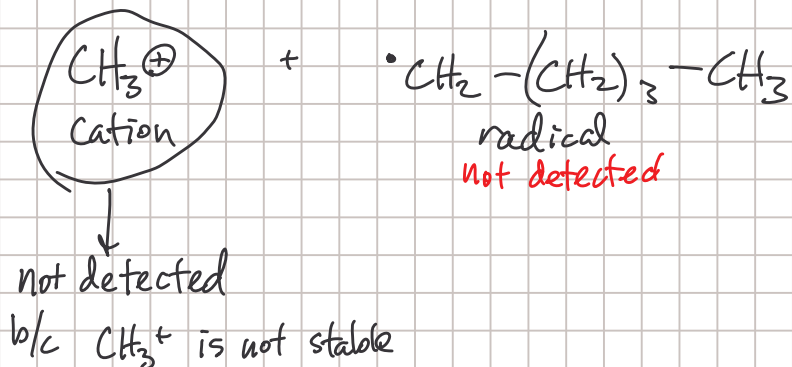 CH₃⊕ + •CH₂-(CH₂)₃-CH₃
cation radical
not detected
not detected
b/c CH₃⁺ is not stable